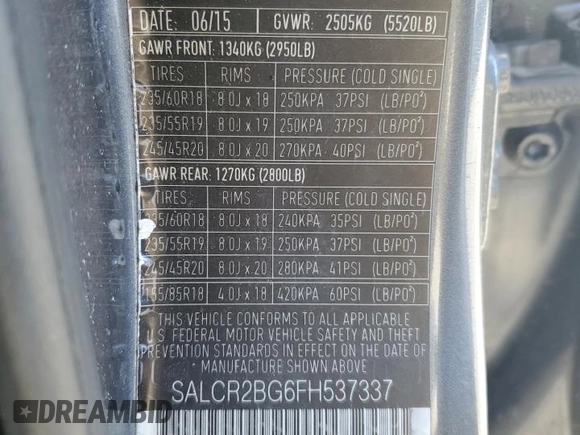 DATE: 06/15 GVWR: 2505KG (5520LB)
GAWR FRONT: 1340KG (2950LB)
TIRES RIMS PRESSURE (COLD SINGLE)
235/60R18 8.0J x 18 250KPA 37PSI (LB/PO²)
235/55R19 8.0J x 19 250KPA 37PSI (LB/PO²)
245/45R20 8.0J x 20 270KPA 40PSI (LB/PO²)
GAWR REAR: 1270KG (2800LB)
TIRES RIMS PRESSURE (COLD SINGLE)
235/60R18 8.0J x 18 240KPA 35PSI (LB/PO²)
235/55R19 8.0J x 19 250KPA 37PSI (LB/PO²)
245/45R20 8.0J x 20 280KPA 41PSI (LB/PO²)
155/85R18 4.0J x 18 420KPA 60PSI (LB/PO²)
THIS VEHICLE CONFORMS TO ALL APPLICABLE
U.S. FEDERAL MOTOR VEHICLE SAFETY AND THEFT
PREVENTION STANDARDS IN EFFECT ON THE DATE OF
MANUFACTURE SHOWN ABOVE
SALCR2BG6FH537337
DEALERS HISTORY